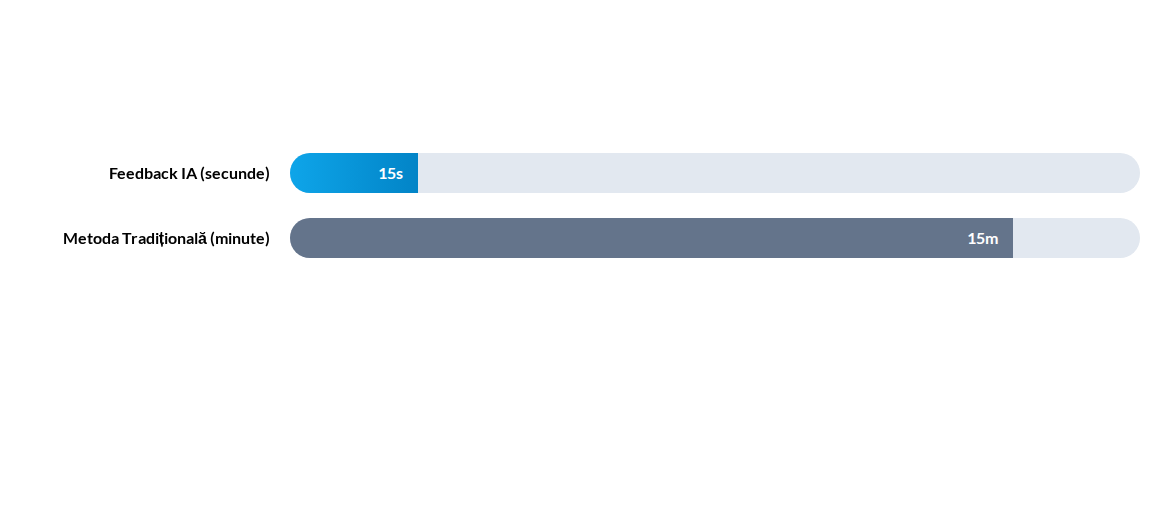 Feedback IA (secunde)
15s
Metoda Tradițională (minute)
15m